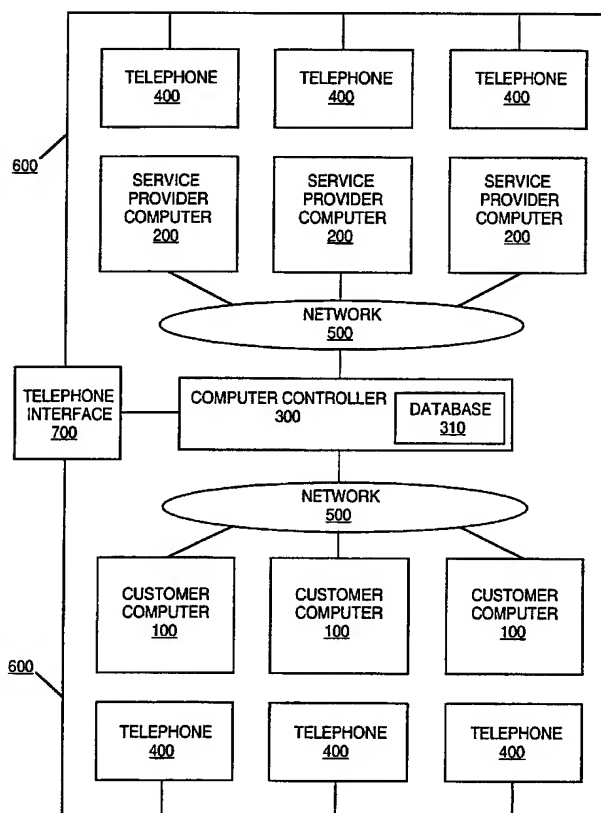 TELEPHONE
400
TELEPHONE
400
TELEPHONE
400
600
SERVICE
PROVIDER
COMPUTER
200
SERVICE
PROVIDER
COMPUTER
200
SERVICE
PROVIDER
COMPUTER
200
NETWORK
500
TELEPHONE
INTERFACE
700
COMPUTER CONTROLLER
300
DATABASE
310
NETWORK
500
CUSTOMER
COMPUTER
100
CUSTOMER
COMPUTER
100
CUSTOMER
COMPUTER
100
600
TELEPHONE
400
TELEPHONE
400
TELEPHONE
400